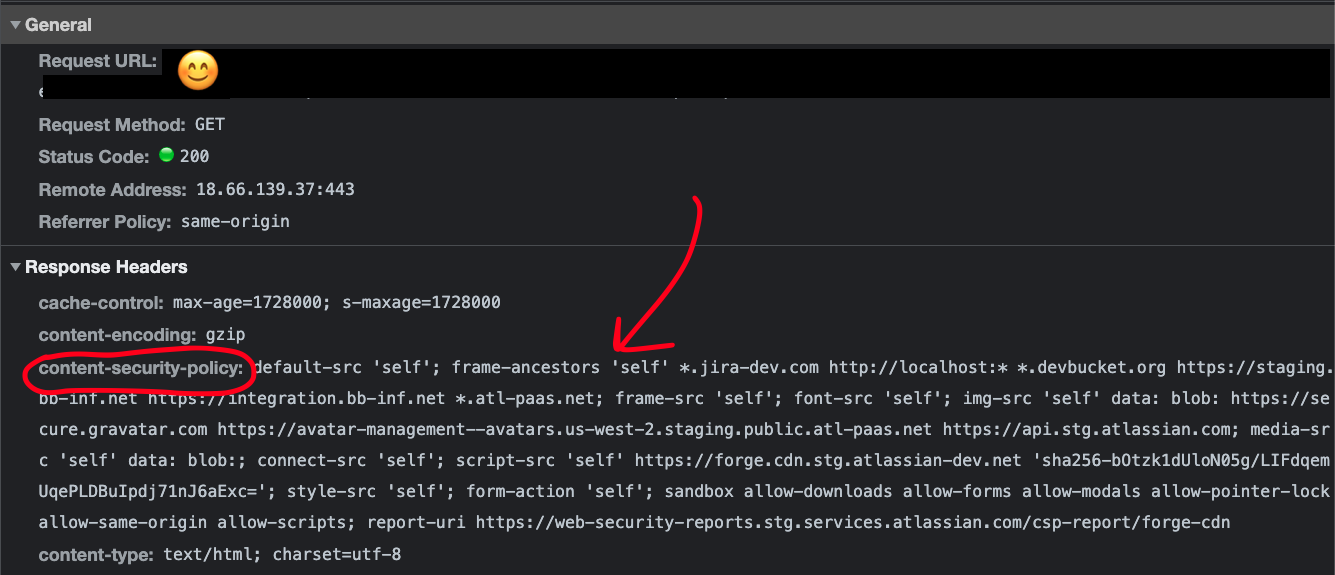 General
Request URL:
Request Method: GET
Status Code: 200
Remote Address: 18.66.139.37:443
Referrer Policy: same-origin
Response Headers
cache-control: max-age=1728000; s-maxage=1728000
content-encoding: gzip
content-security-policy: default-src 'self'; frame-ancestors 'self' *.jira-dev.com http://localhost:* *.devbucket.org https://staging.
bb-inf.net https://integration.bb-inf.net *.atl-paas.net; frame-src 'self'; font-src 'self'; img-src 'self' data: blob: https://se
cure.gravatar.com https://avatar-management--avatars.us-west-2.staging.public.atl-paas.net https://api.stg.atlassian.com; media-sr
c 'self' data: blob:; connect-src 'self'; script-src 'self' https://forge.cdn.stg.atlassian-dev.net 'sha256-bOtzk1dUloN05g/LIFdqem
UqePLDBuIpdj71nJ6aExc='; style-src 'self'; form-action 'self'; sandbox allow-downloads allow-forms allow-modals allow-pointer-lock
allow-same-origin allow-scripts; report-uri https://web-security-reports.stg.services.atlassian.com/csp-report/forge-cdn
content-type: text/html; charset=utf-8